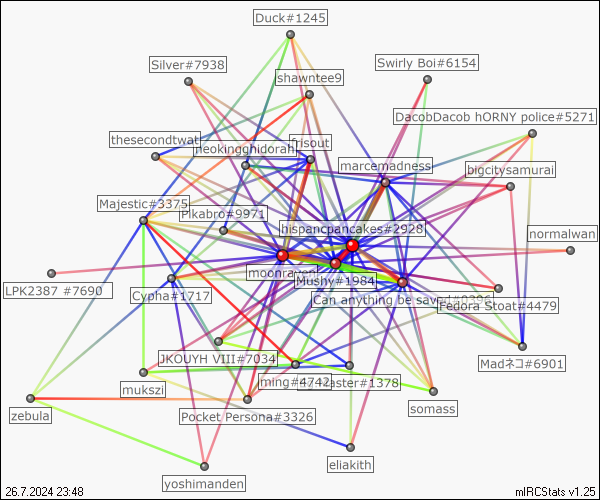 Duck#1245
Silver#7938
Swirly Boi#6154
shawntee9
DacobDacob hORNY police#5271
thesecondtwat
neokingghidorah
frisout
marcemadness
bigcitysamurai
Majestic#3375
Pikabro#9971
hispancpancakes#2928
normalwan
moonraven
Mushy#1984
LPK2387 #7690
Cypha#1717
Can anything be saved
Fedora Stoat#4479
JKOUYH VIII#7034
Madネコ#6901
mukszi
ming#4742
aster#1378
somass
zebula
Pocket Persona#3326
eliakith
yoshimanden
26.7.2024 23:48
mIRCStats v1.25